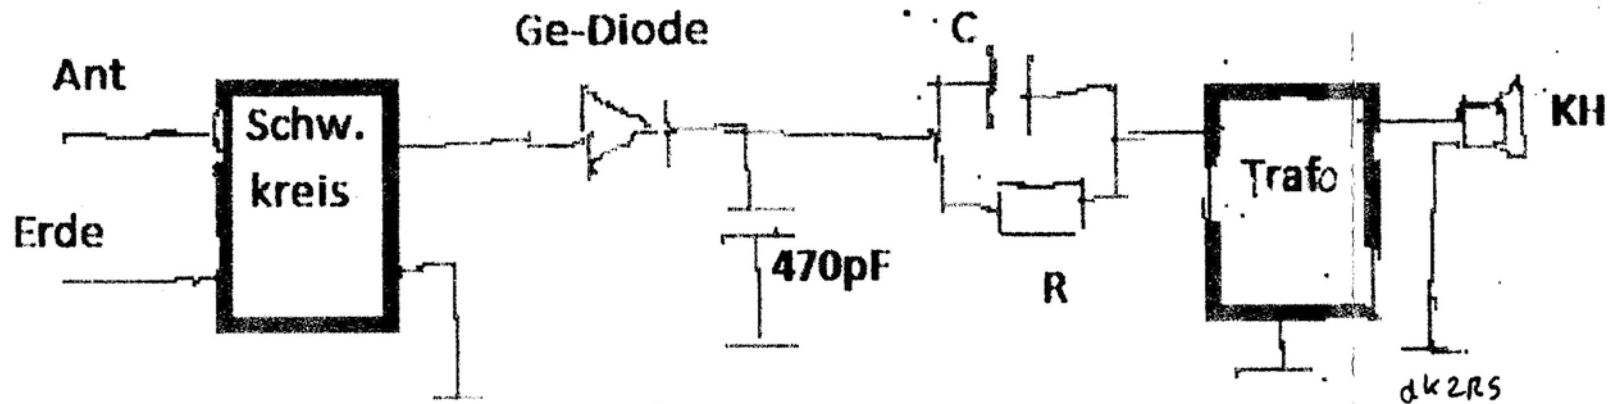 Ge-Diode
C
Ant
Schw.
kreis
Erde
470pF
R
Trafo
KH
dk2RS